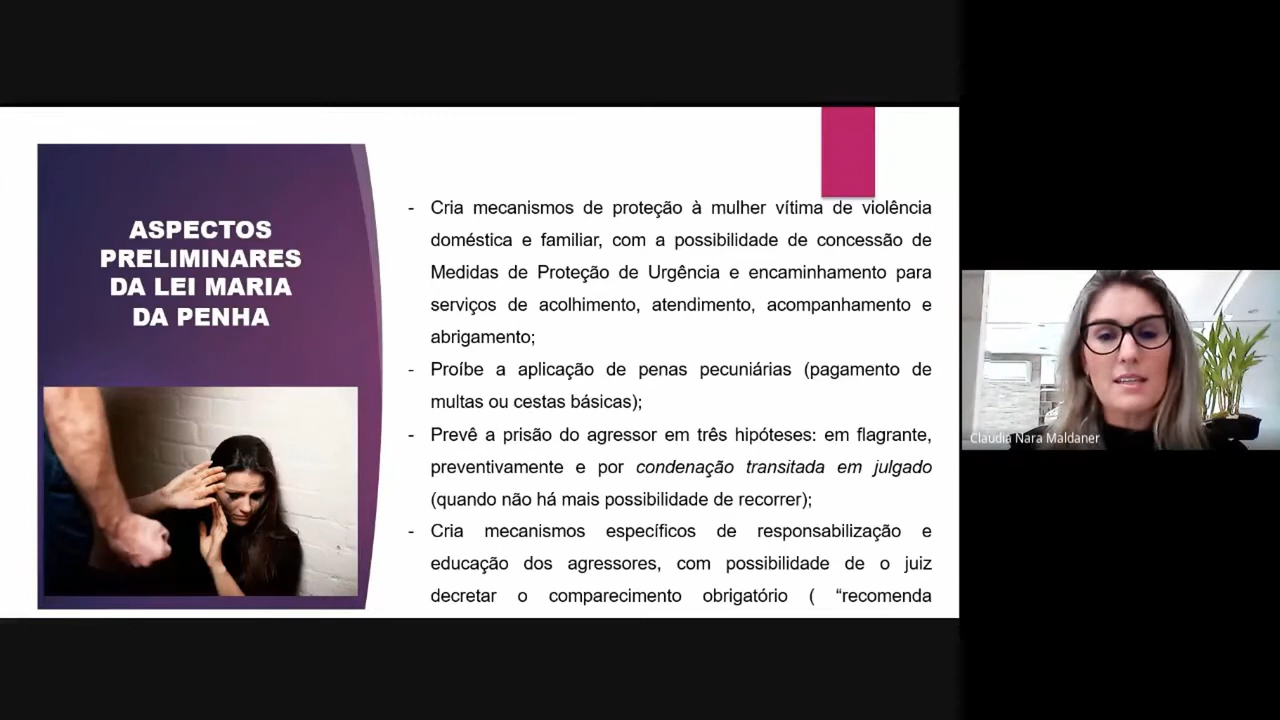 ASPECTOS
PRELIMINARES
DA LEI MARIA
DA PENHA
- Cria mecanismos de proteção à mulher vítima de violência
doméstica e familiar, com a possibilidade de concessão de
Medidas de Proteção de Urgência e encaminhamento para
serviços de acolhimento, atendimento, acompanhamento e
abrigamento;
- Proíbe a aplicação de penas pecuniárias (pagamento de
multas ou cestas básicas);
- Prevê a prisão do agressor em três hipóteses: em flagrante,
preventivamente e por condenação transitada em julgado
(quando não há mais possibilidade de recorrer);
- Cria mecanismos específicos de responsabilização e
educação dos agressores, com possibilidade de o juiz
decretar o comparecimento obrigatório ( “recomenda
Claudia Nara Maldaner